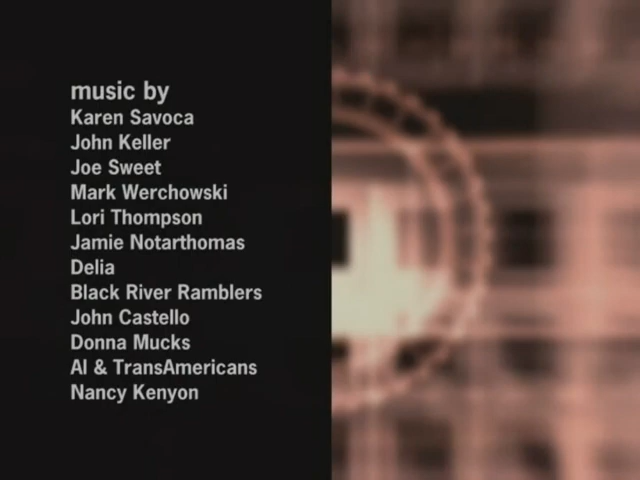 music by
Karen Savoca
John Keller
Joe Sweet
Mark Werchowski
Lori Thompson
Jamie Notarthomas
Delia
Black River Ramblers
John Castello
Donna Mucks
Al & TransAmericans
Nancy Kenyon